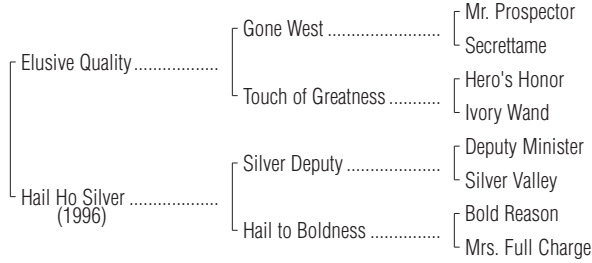 Mr. Prospector
Gone West .....................
Secrettame
Elusive Quality..................
Hero's Honor
Touch of Greatness ..........
Ivory Wand
Deputy Minister
Silver Deputy ..................
Silver Valley
Hail Ho Silver ...................
(1996)
Bold Reason
Hail to Boldness ..............
Mrs. Full Charge